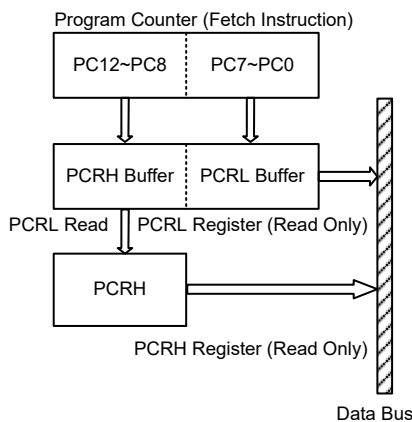 Program Counter (Fetch Instruction)
PC12~PC8 PC7~PC0
PCRH Buffer PCRL Buffer
PCRL Read PCRL Register (Read Only)
PCRH
PCRH Register (Read Only)
Data Bus